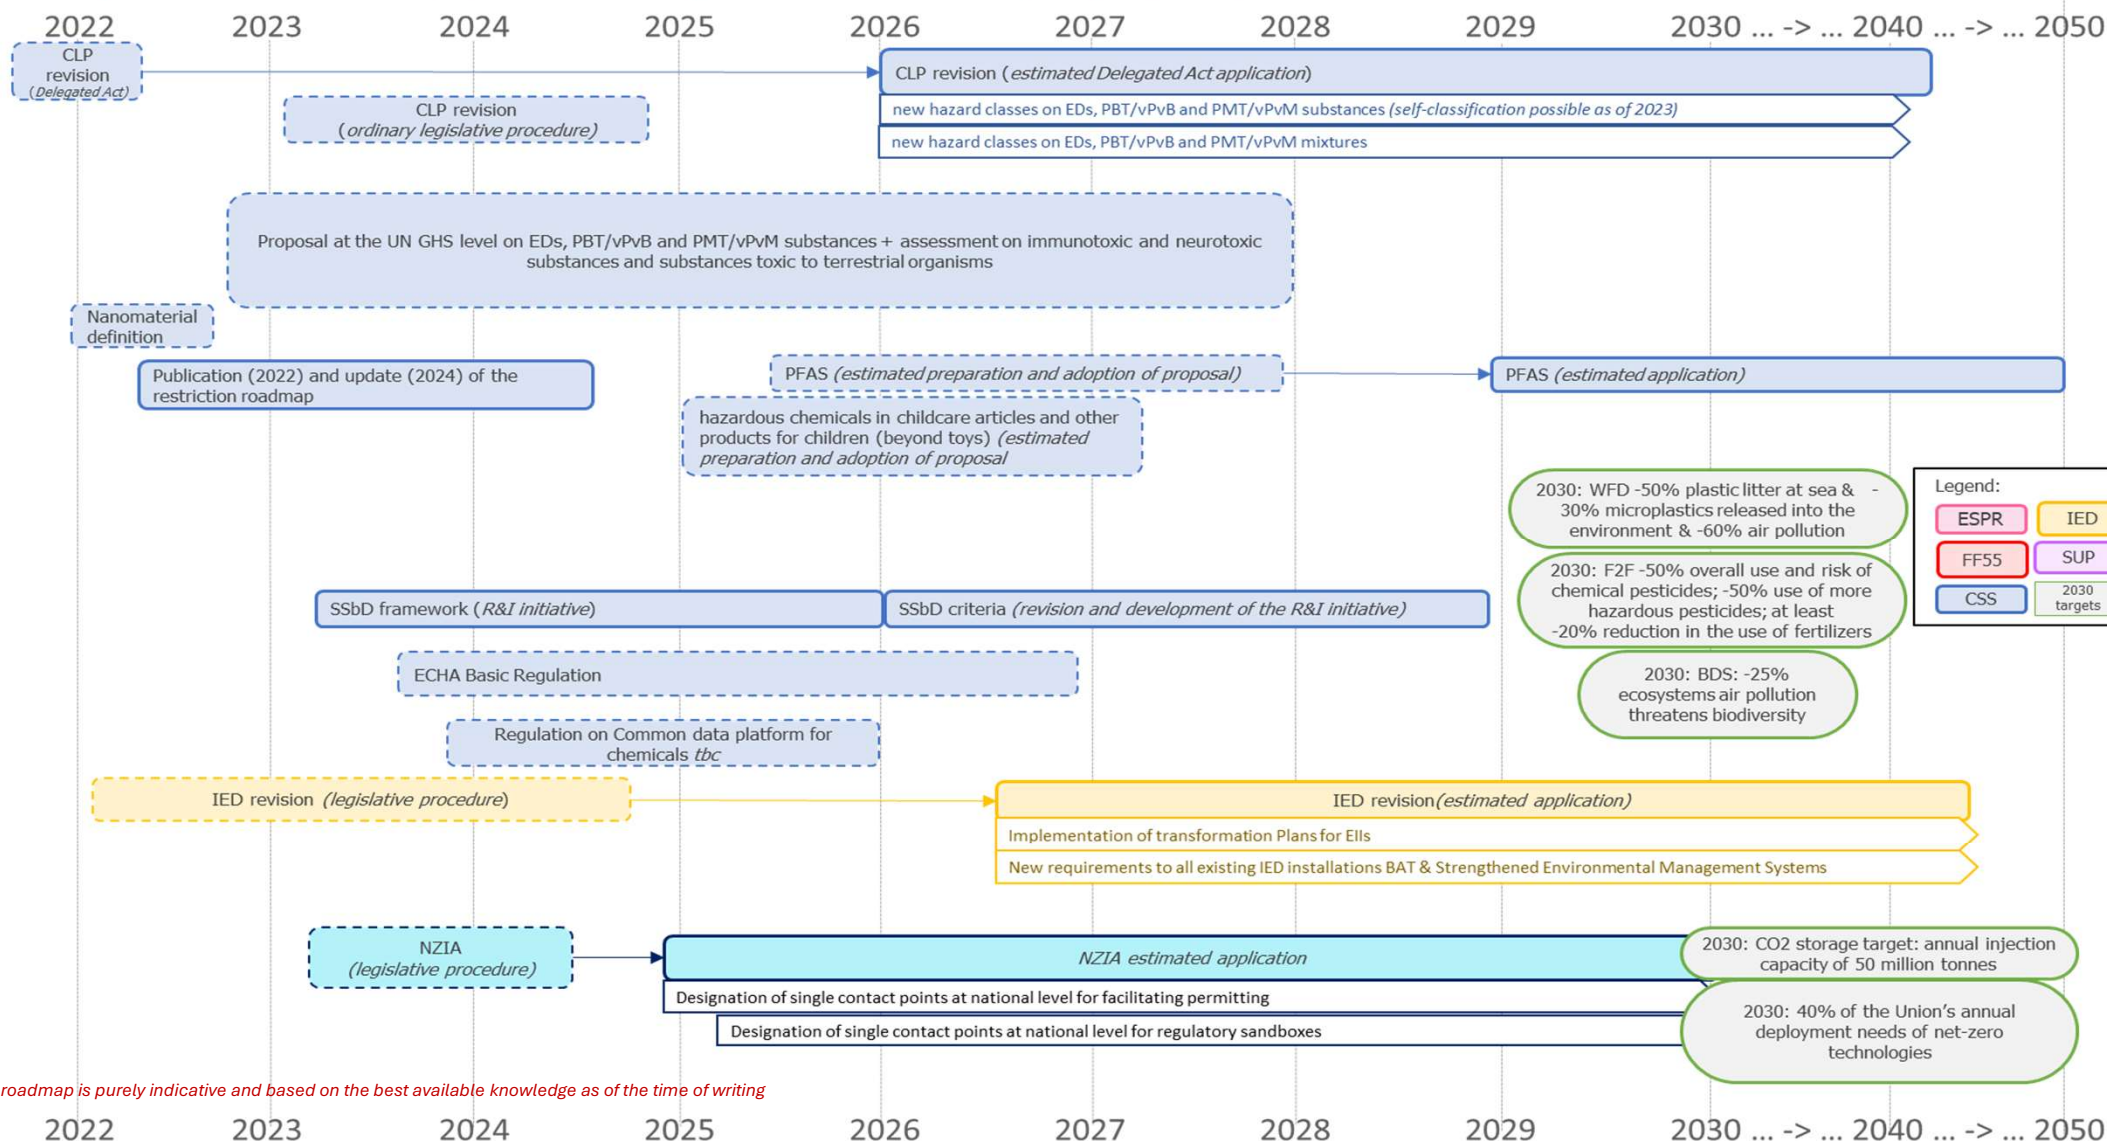 2022 2023 2024 2025 2026 2027 2028 2029 2030 ... -> ... 2040 ... -> ... 2050
CLP
revision
(Delegated Act)
CLP revision (estimated Delegated Act application)
new hazard classes on EDs, PBT/vPvB and PMT/vPvM substances (self-classification possible as of 2023)
new hazard classes on EDs, PBT/vPvB and PMT/vPvM mixtures
CLP revision
(ordinary legislative procedure)
Proposal at the UN GHS level on EDs, PBT/vPvB and PMT/vPvM substances + assessment on immunotoxic and neurotoxic
substances and substances toxic to terrestrial organisms
Nanomaterial
definition
Publication (2022) and update (2024) of the
restriction roadmap
PFAS (estimated preparation and adoption of proposal)
PFAS (estimated application)
hazardous chemicals in childcare articles and other
products for children (beyond toys) (estimated
preparation and adoption of proposal
2030: WFD -50% plastic litter at sea & -
30% microplastics released into the
environment & -60% air pollution
Legend:
ESPR IED
FF55 SUP
CSS 2030
targets
2030: F2F -50% overall use and risk of
chemical pesticides; -50% use of more
hazardous pesticides; at least
-20% reduction in the use of fertilizers
SSbD framework (R&I initiative)
SSbD criteria (revision and development of the R&I initiative)
ECHA Basic Regulation
2030: BDS: -25%
ecosystems air pollution
threatens biodiversity
Regulation on Common data platform for
chemicals tbc
IED revision (legislative procedure)
IED revision(estimated application)
Implementation of transformation Plans for EIIs
New requirements to all existing IED installations BAT & Strengthened Environmental Management Systems
NZIA
(legislative procedure)
NZIA estimated application
Designation of single contact points at national level for facilitating permitting
Designation of single contact points at national level for regulatory sandboxes
2030: CO2 storage target: annual injection
capacity of 50 million tonnes
2030: 40% of the Union's annual
deployment needs of net-zero
technologies
roadmap is purely indicative and based on the best available knowledge as of the time of writing
2022 2023 2024 2025 2026 2027 2028 2029 2030 ... -> ... 2040 ... -> ... 2050